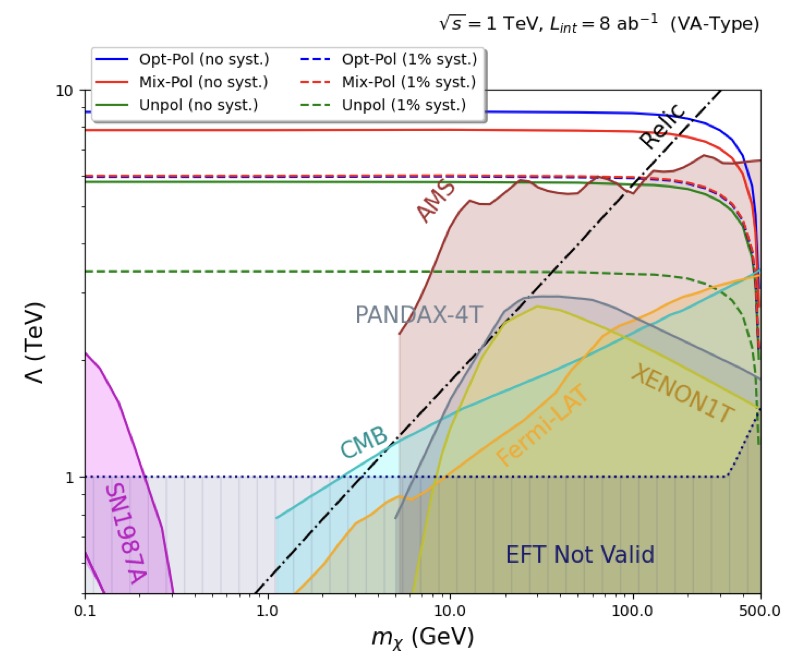 √s = 1 TeV, L_int = 8 ab⁻¹ (VA-Type)
Opt-Pol (no syst.) Opt-Pol (1% syst.)
Mix-Pol (no syst.) Mix-Pol (1% syst.)
Unpol (no syst.) Unpol (1% syst.)
10
Relic
AMS
PANDAX-4T
Λ (TeV)
XENON1T
Fermi-LAT
CMB
1
SN1987A
EFT Not Valid
0.1 1.0 10.0 100.0 500.0
m_χ (GeV)